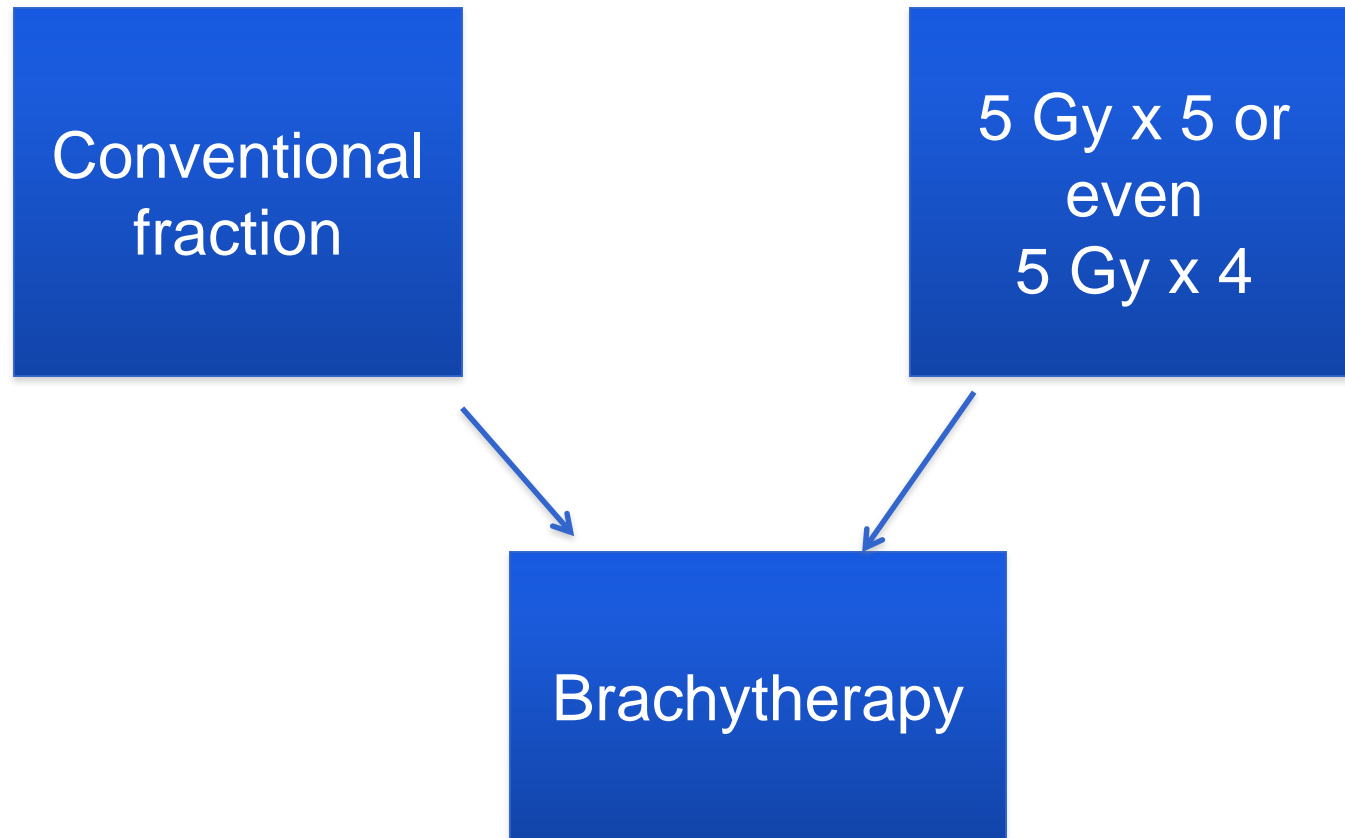 Conventional
fraction
5 Gy x 5 or
even
5 Gy x 4
Brachytherapy